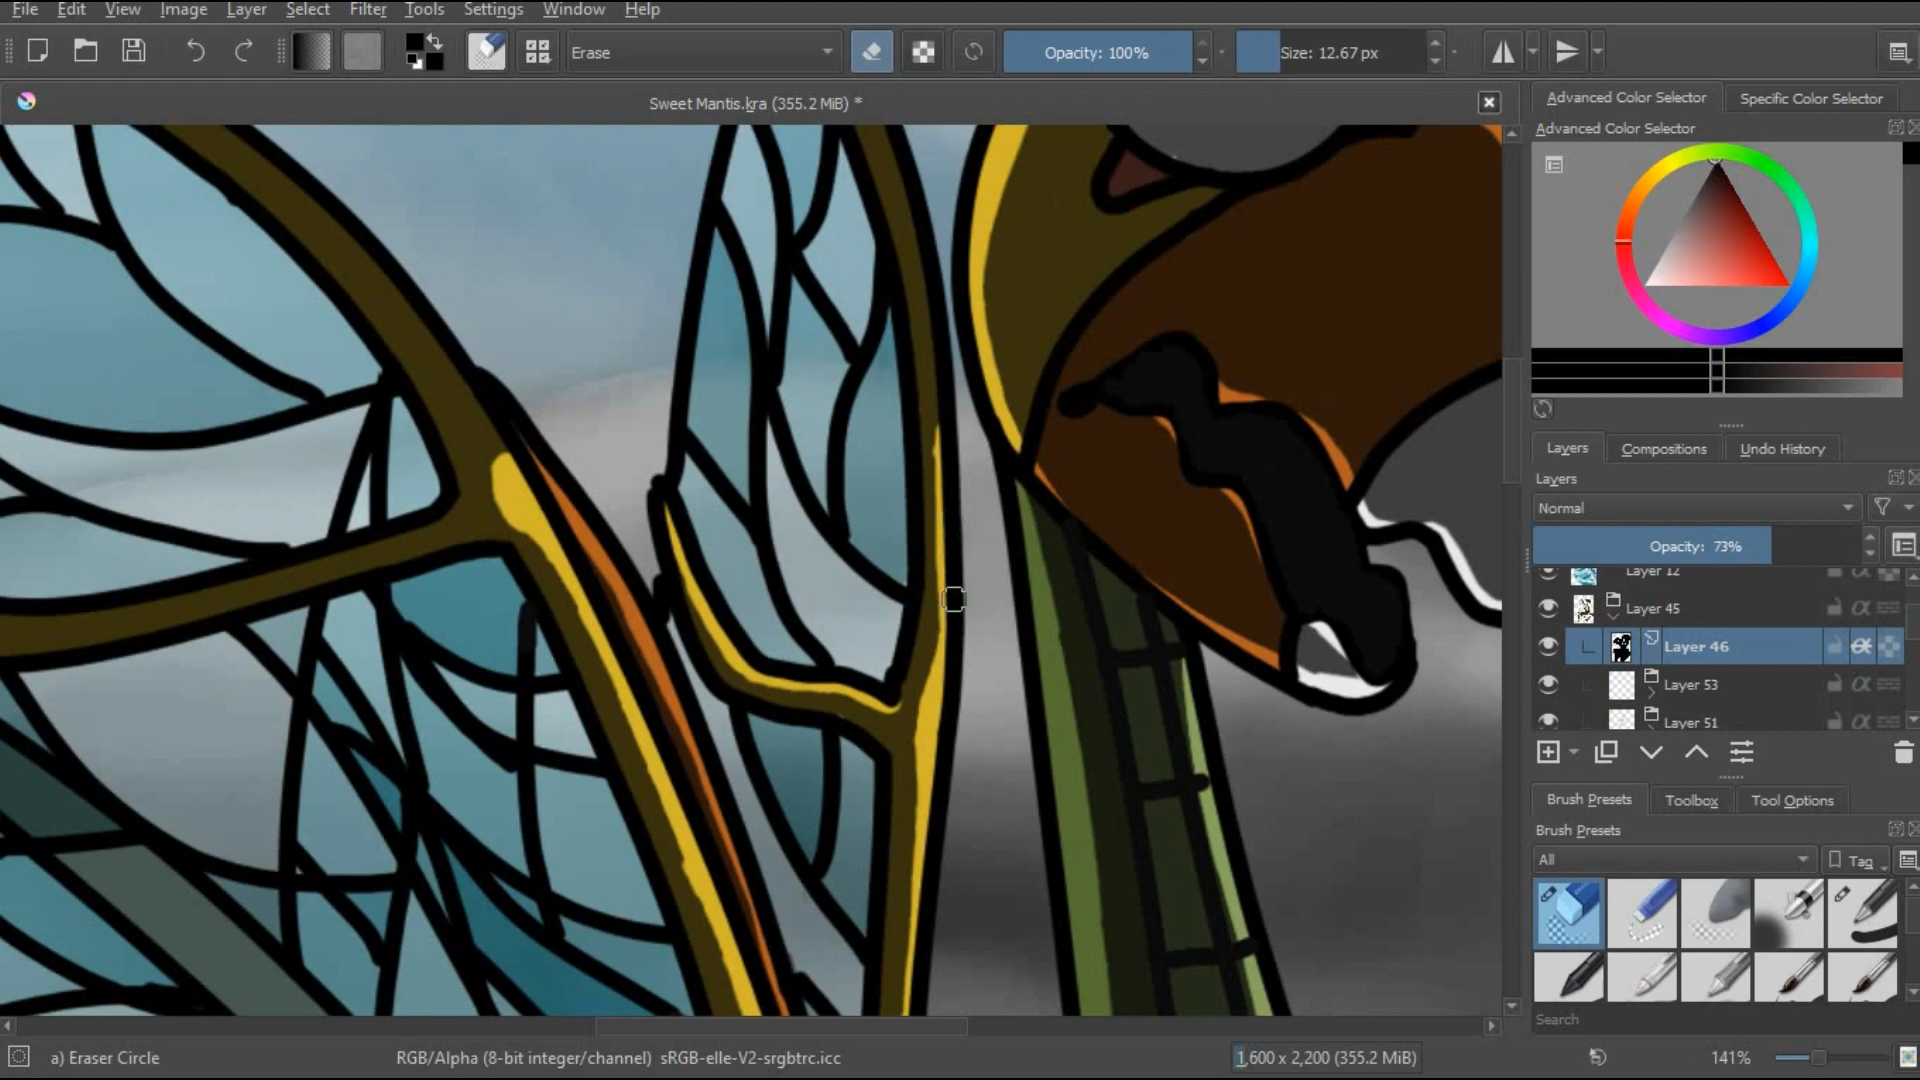 File Edit View Image Layer Select Filter Tools Settings Window Help
Erase Opacity: 100% Size: 12.67 px
Sweet Mantis.kra (355.2 MiB) *
Advanced Color Selector Specific Color Selector
Advanced Color Selector
Layers Compositions Undo History
Layers
Normal
Opacity: 73%
Layer 12
Layer 45
Layer 46
Layer 53
Layer 51
Brush Presets Toolbox Tool Options
Brush Presets
All Tag
Search
a) Eraser Circle RGB/Alpha (8-bit integer/channel) sRGB-elle-V2-srgbtrc.icc 1,600 x 2,200 (355.2 MiB) 141%